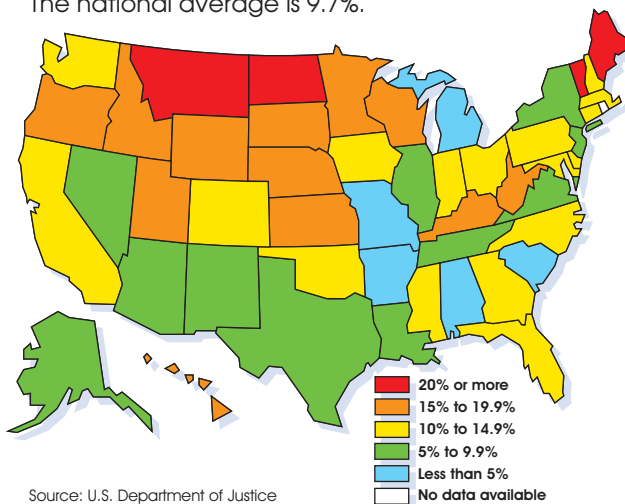 The national average is 9.7%.
20% or more
15% to 19.9%
10% to 14.9%
5% to 9.9%
Less than 5%
No data available
Source: U.S. Department of Justice